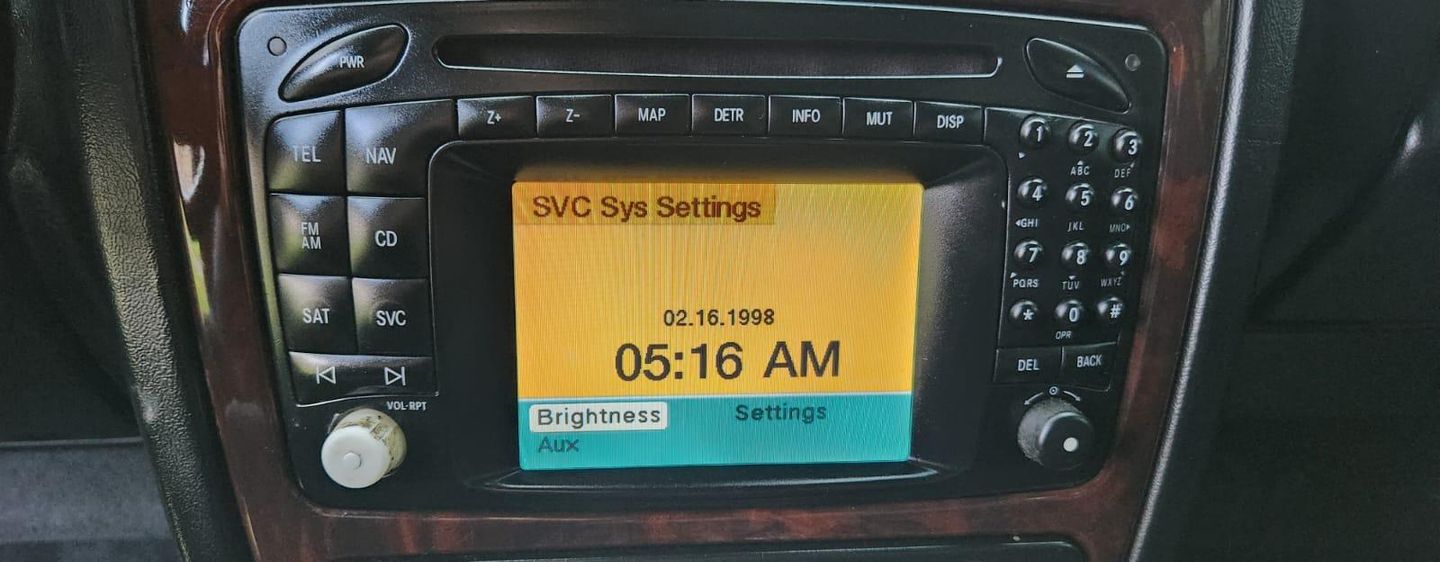 PWR
Z+ Z- MAP DETR INFO MUT DISP
TEL NAV
FM
AM
CD
SAT SVC
VOL-RPT
SVC Sys Settings
02.16.1998
05:16 AM
Brightness Settings
Aux
1 2 3
ABC DEF
4 5 6
GHI JKL MNO
7 8 9
PQRS TUV WXYZ
* 0 #
OPR
DEL BACK